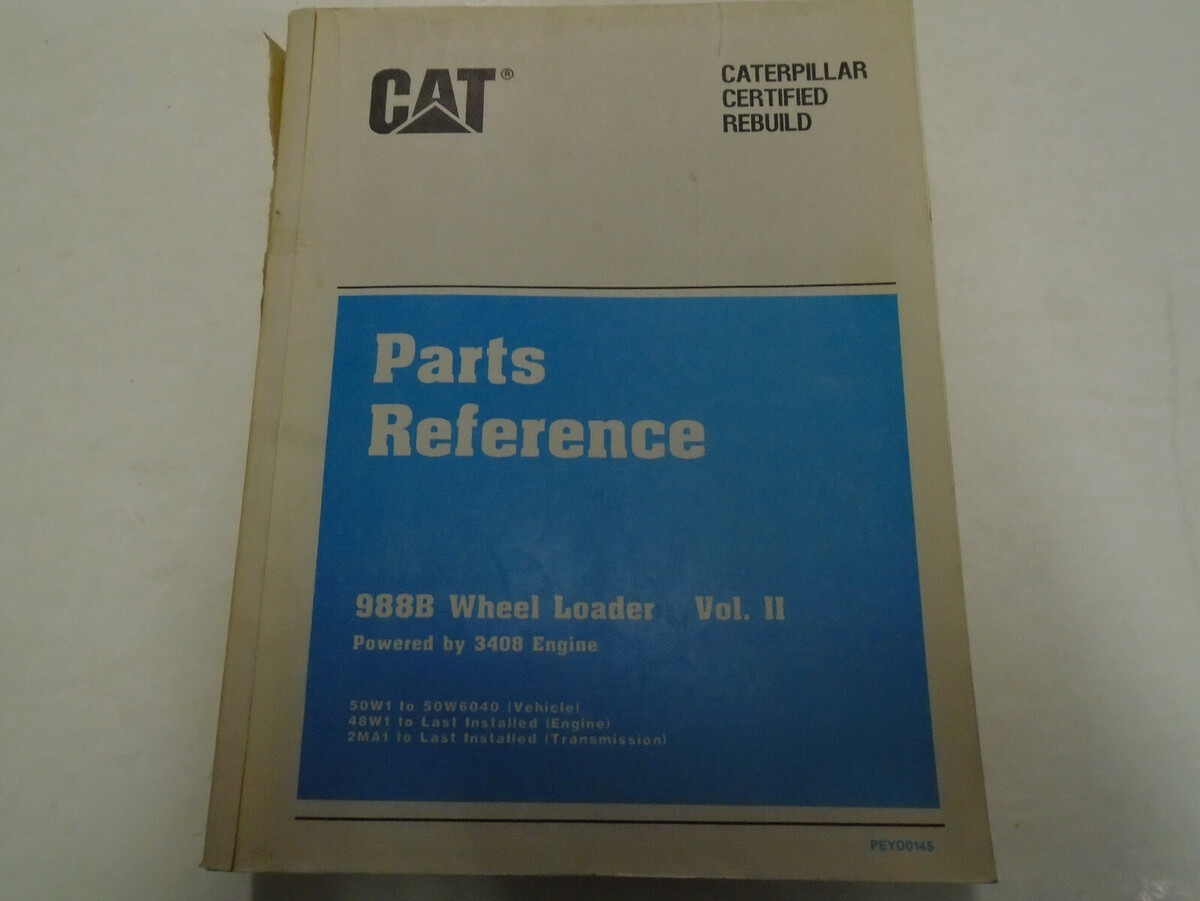 CAT®
CATERPILLAR
CERTIFIED
REBUILD
Parts
Reference
988B Wheel Loader Vol. II
Powered by 3408 Engine
50W1 to 50W6040 (Vehicle)
48W1 to Last Installed (Engine)
2MA1 to Last Installed (Transmission)
PEYD0145